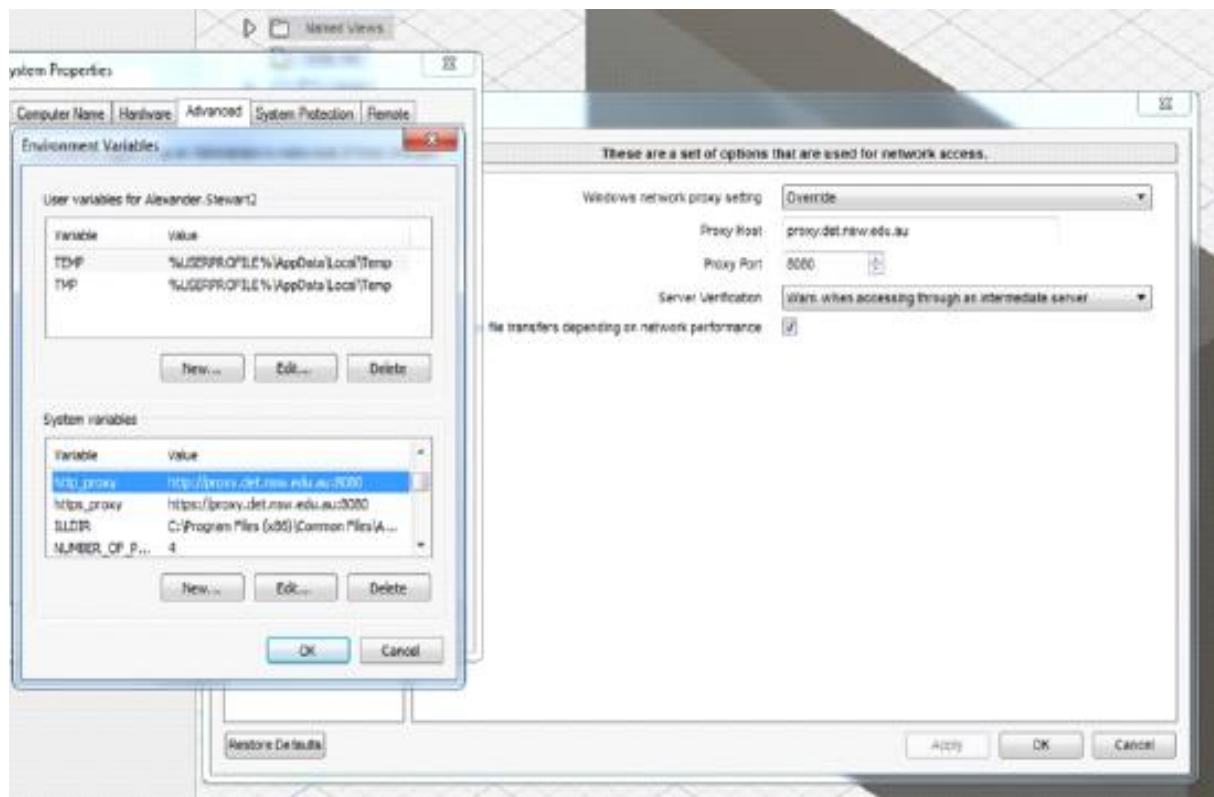 Named Views
ystem Properties
Computer Name Hardware Advanced System Protection Remote
Environment Variables
User variables for Alexander.Stewart2
Variable Value
TEMP %USERPROFILE%\AppData\Local\Temp
TMP %USERPROFILE%\AppData\Local\Temp
New... Edit... Delete
System variables
Variable Value
http_proxy http://proxy.det.nsw.edu.au:8080
https_proxy https://proxy.det.nsw.edu.au:8080
C:\Program Files (x86)\Common Files\A...
NUMBER_OF_P... 4
New... Edit... Delete
OK Cancel
These are a set of options that are used for network access.
Windows network proxy setting Override
Proxy Host proxy.det.nsw.edu.au
Proxy Port 8080
Server Verification Warn when accessing through an intermediate server
file transfers depending on network performance
Restore Defaults Apply OK Cancel